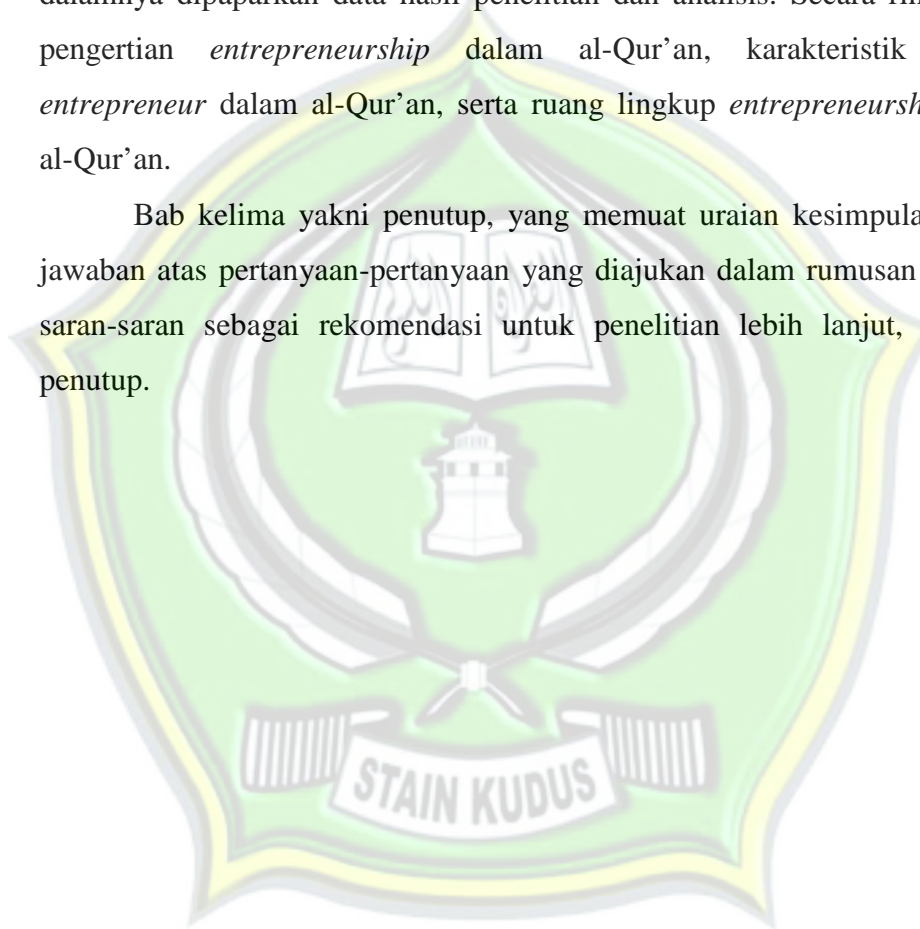 dalamnya dipaparkan data hasil penelitian dan analisis. Secara
pengertian entrepreneurship dalam al-Qur'an, karakteristik
entrepreneur dalam al-Qur'an, serta ruang lingkup
al-Qur'an.
Bab kelima yakni penutup, yang memuat uraian
jawaban atas pertanyaan-pertanyaan yang diajukan dalam rumusan
saran-saran sebagai rekomendasi untuk penelitian lebih lanjut,
penutup.
STAIN KUDUS